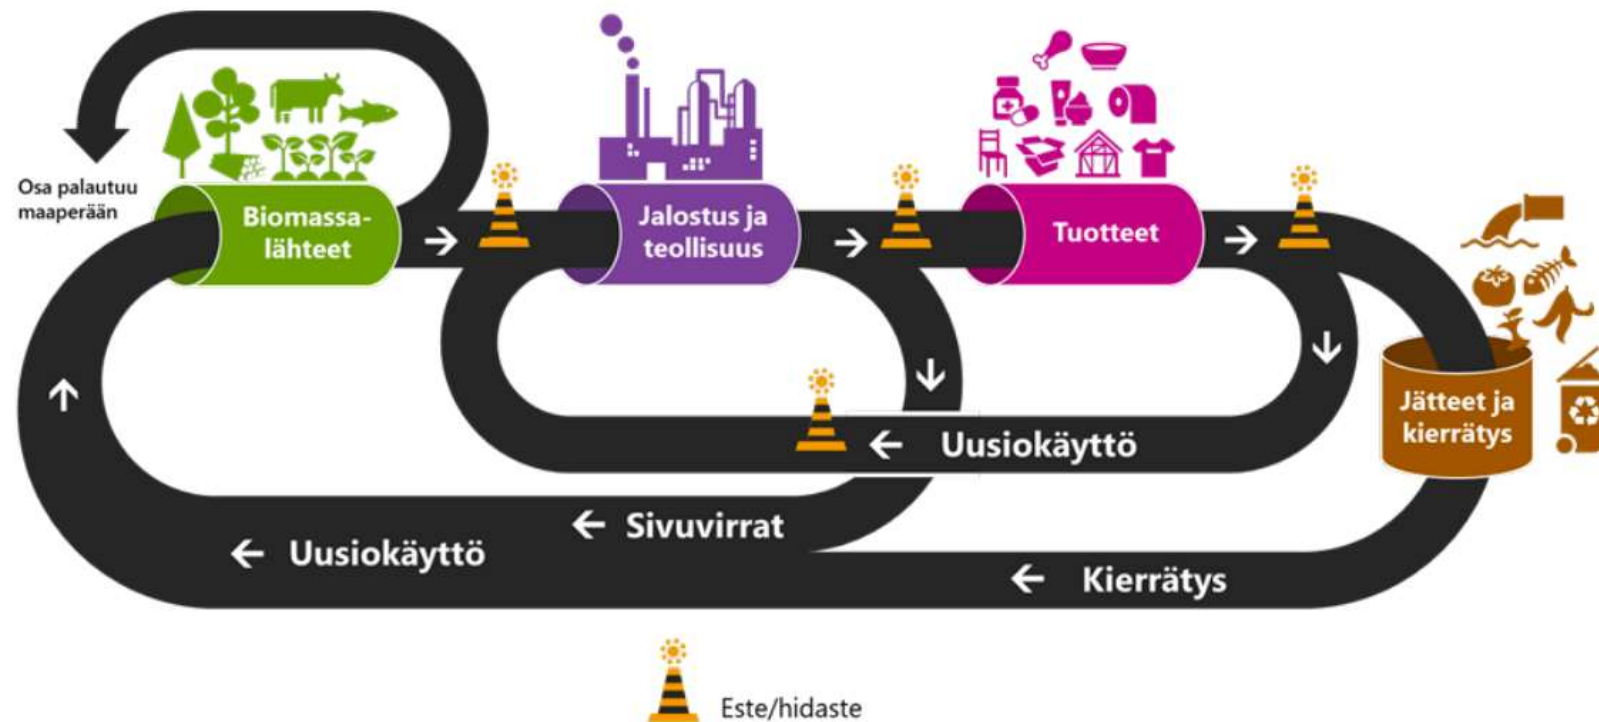 Osa palautuu
maaperään
Biomassa-
lähteet
Jalostus ja
teollisuus
Tuotteet
Jätteet ja
kierrätys
Uusiokäyttö
Sivuvirrat
Uusiokäyttö
Kierrätys
Este/hidaste